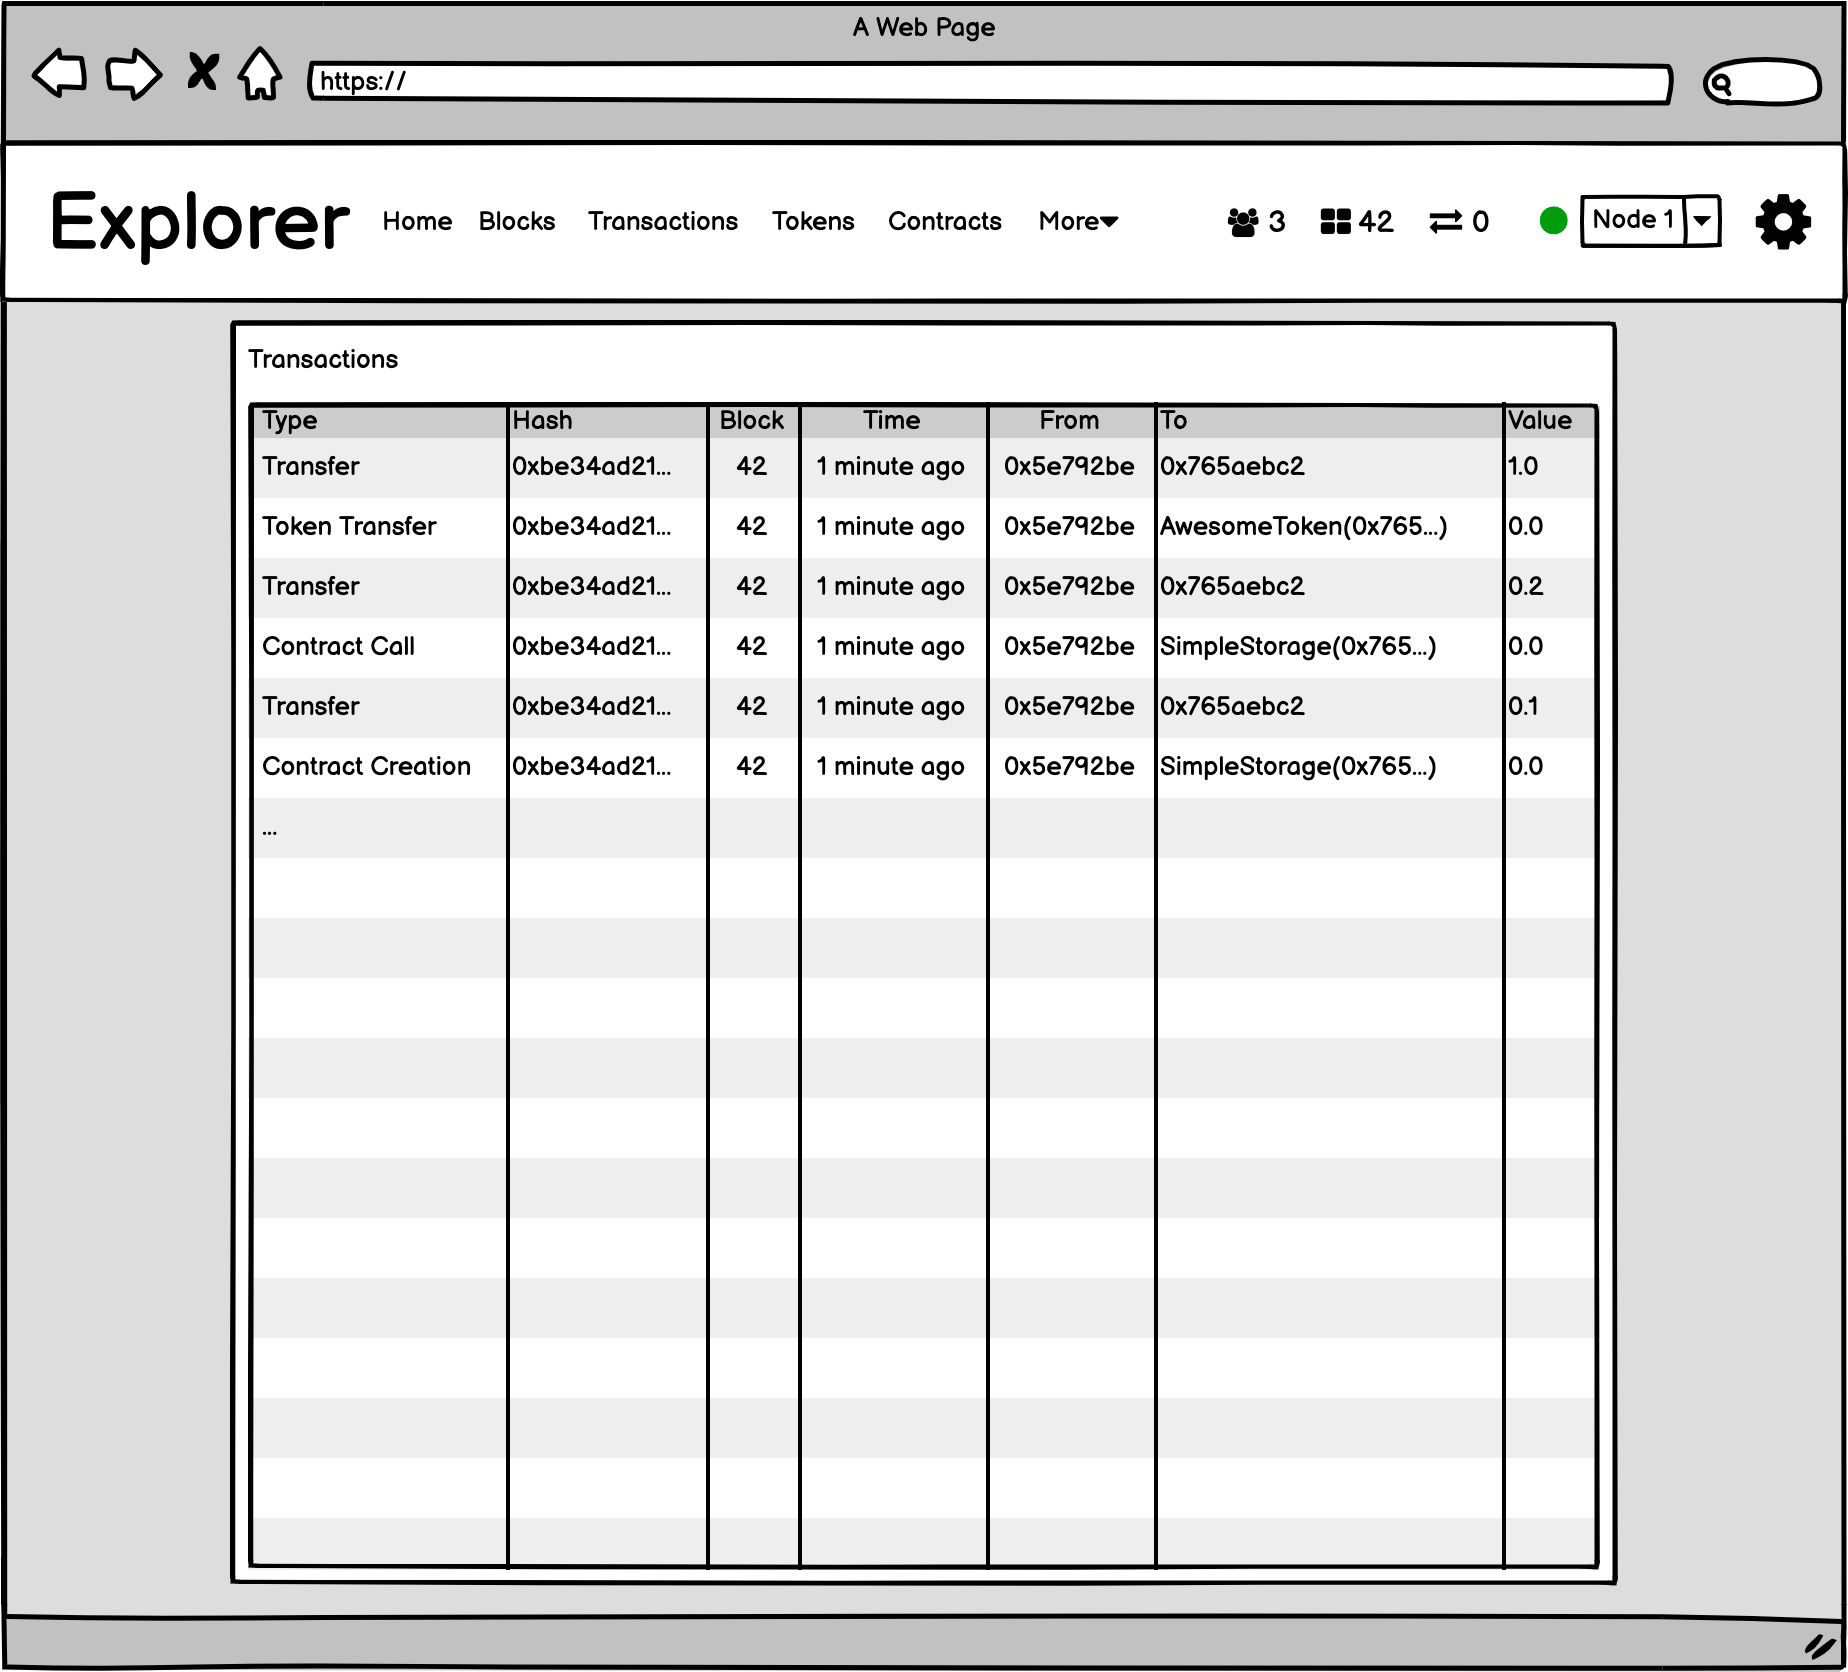 A Web Page
https://
Explorer Home Blocks Transactions Tokens Contracts More 3 42 0 Node 1
Transactions
Type Hash Block Time From To Value
Transfer 0xbe34ad21... 42 1 minute ago 0x5e792be 0x765aebc2 1.0
Token Transfer 0xbe34ad21... 42 1 minute ago 0x5e792be AwesomeToken(0x765...) 0.0
Transfer 0xbe34ad21... 42 1 minute ago 0x5e792be 0x765aebc2 0.2
Contract Call 0xbe34ad21... 42 1 minute ago 0x5e792be SimpleStorage(0x765...) 0.0
Transfer 0xbe34ad21... 42 1 minute ago 0x5e792be 0x765aebc2 0.1
Contract Creation 0xbe34ad21... 42 1 minute ago 0x5e792be SimpleStorage(0x765...) 0.0
...